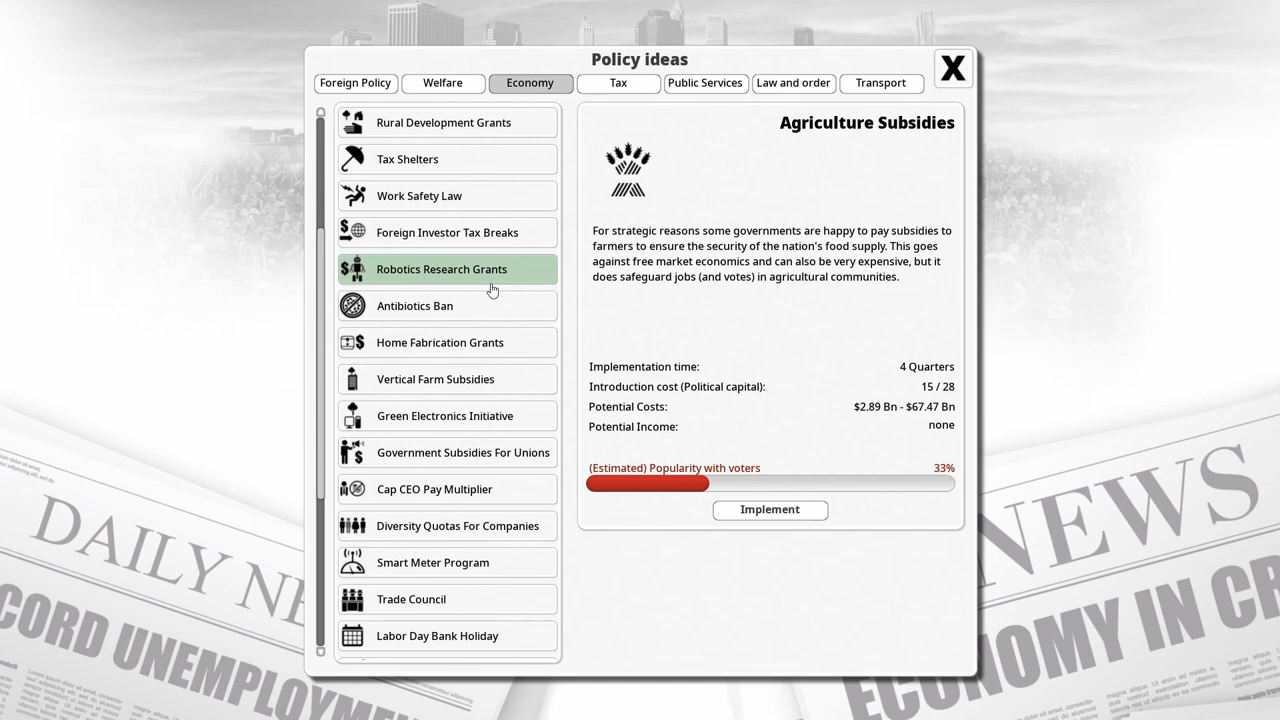 Policy ideas
X
Foreign Policy
Welfare
Economy
Tax
Public Services
Law and order
Transport
Rural Development Grants
Tax Shelters
Work Safety Law
Foreign Investor Tax Breaks
Robotics Research Grants
Antibiotics Ban
Home Fabrication Grants
Vertical Farm Subsidies
Green Electronics Initiative
Government Subsidies For Unions
Cap CEO Pay Multiplier
Diversity Quotas For Companies
Smart Meter Program
Trade Council
Labor Day Bank Holiday
Agriculture Subsidies
For strategic reasons some governments are happy to pay subsidies to
farmers to ensure the security of the nation's food supply. This goes
against free market economics and can also be very expensive, but it
does safeguard jobs (and votes) in agricultural communities.
Implementation time: 4 Quarters
Introduction cost (Political capital): 15 / 28
Potential Costs: $2.89 Bn - $67.47 Bn
Potential Income: none
(Estimated) Popularity with voters 33%
Implement
DAILY NE
CORD UNEMPLOYM
NEWS
ECONOMY IN CR